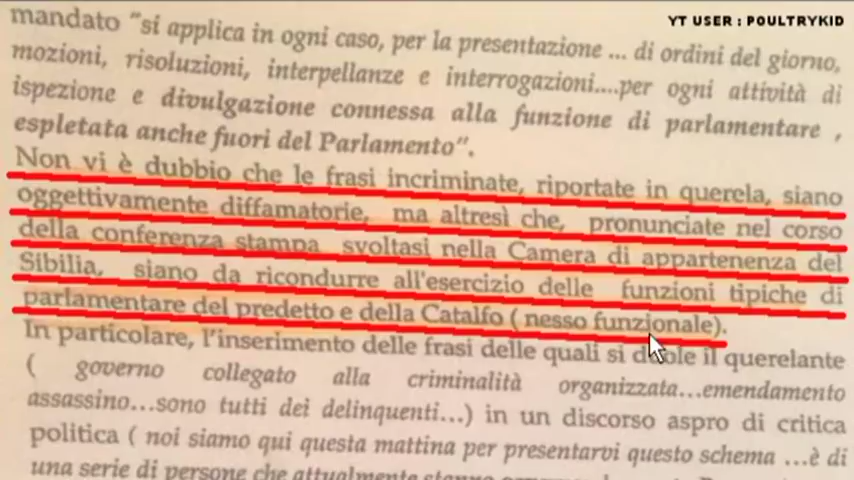 YT USER : POULTRYKID
mandato "si applica in ogni caso, per la presentazione ... di ordini del giorno,
mozioni, risoluzioni, interpellanze e interrogazioni....per ogni attività di
ispezione e divulgazione connessa alla funzione di parlamentare ,
espletata anche fuori del Parlamento".
Non vi è dubbio che le frasi incriminate, riportate in querela, siano
oggettivamente diffamatorie, ma altresì che, pronunciate nel corso
della conferenza stampa svoltasi nella Camera di appartenenza del
Sibilia, siano da ricondurre all'esercizio delle funzioni tipiche di
parlamentare del predetto e della Catalfo ( nesso funzionale).
In particolare, l'inserimento delle frasi delle quali si duole il querelante
( governo collegato alla criminalità organizzata...emendamento
assassino...sono tutti dei delinquenti...) in un discorso aspro di critica
politica ( noi siamo qui questa mattina per presentarvi questo schema ...è di
una serie di persone che attualmente